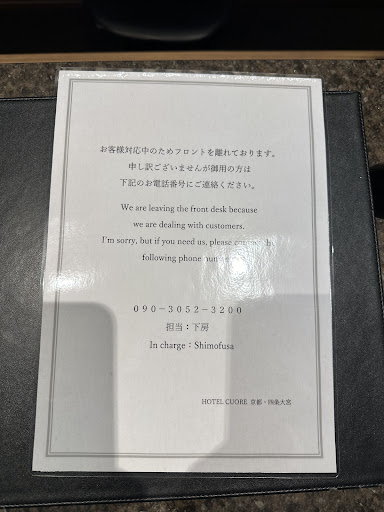 お客様対応中のためフロントを離れております。
申し訳ございませんが御用の方は
下記のお電話番号にご連絡ください。
We are leaving the front desk because
we are dealing with customers.
I'm sorry, but if you need us, please
following phone
０９０－３０５２－３２００
担当：下房
In charge：Shimofusa
HOTEL CUORE 京都・四条大宮